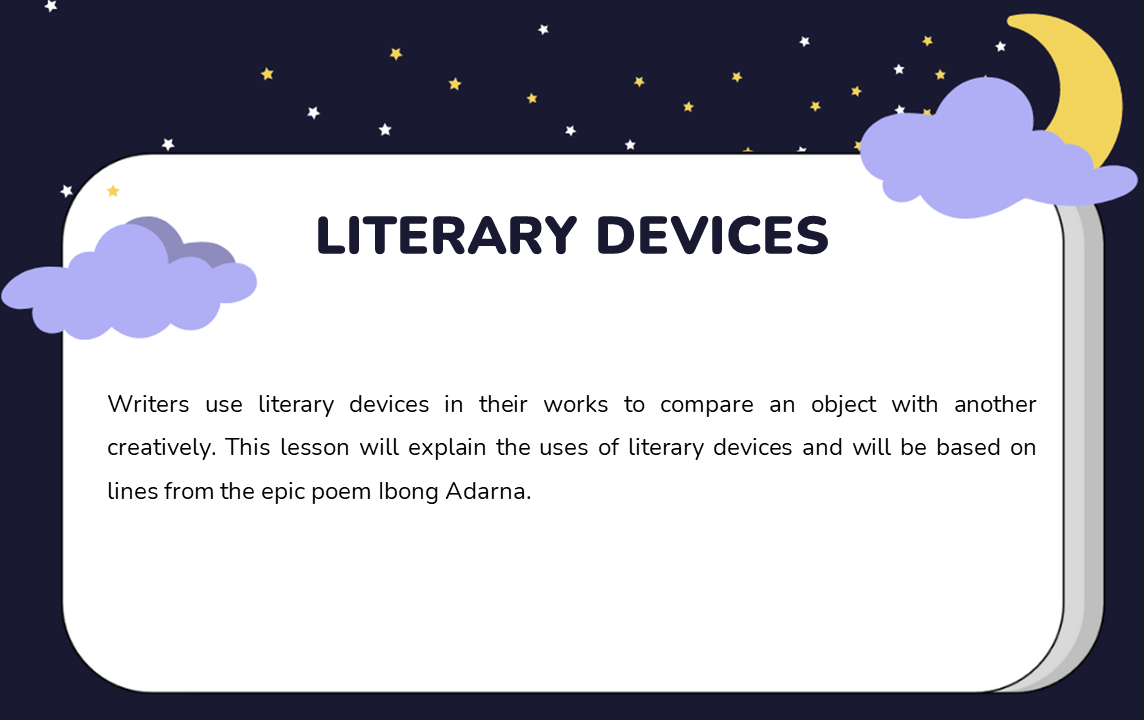 LITERARY DEVICES
Writers use literary devices in their works to compare an object with another
creatively. This lesson will explain the uses of literary devices and will be based on
lines from the epic poem Ibong Adarna.